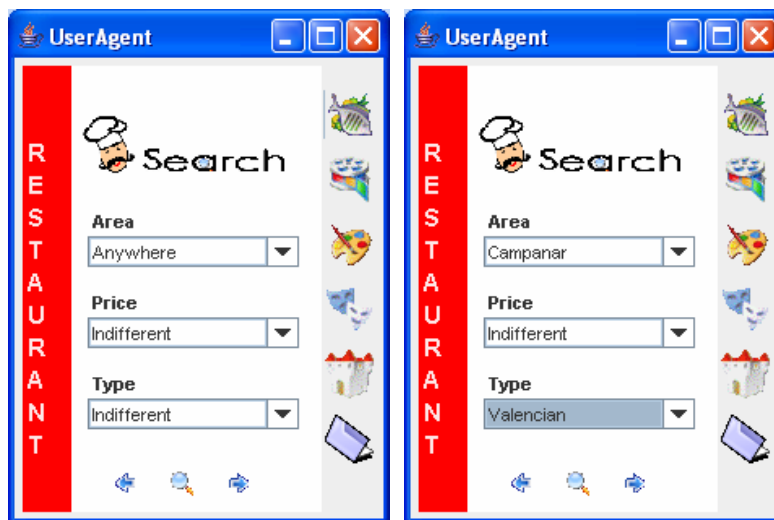 UserAgent
RESTAURANT
Search
Area
Anywhere
Price
Indifferent
Type
Indifferent
UserAgent
RESTAURANT
Search
Area
Campanar
Price
Indifferent
Type
Valencian